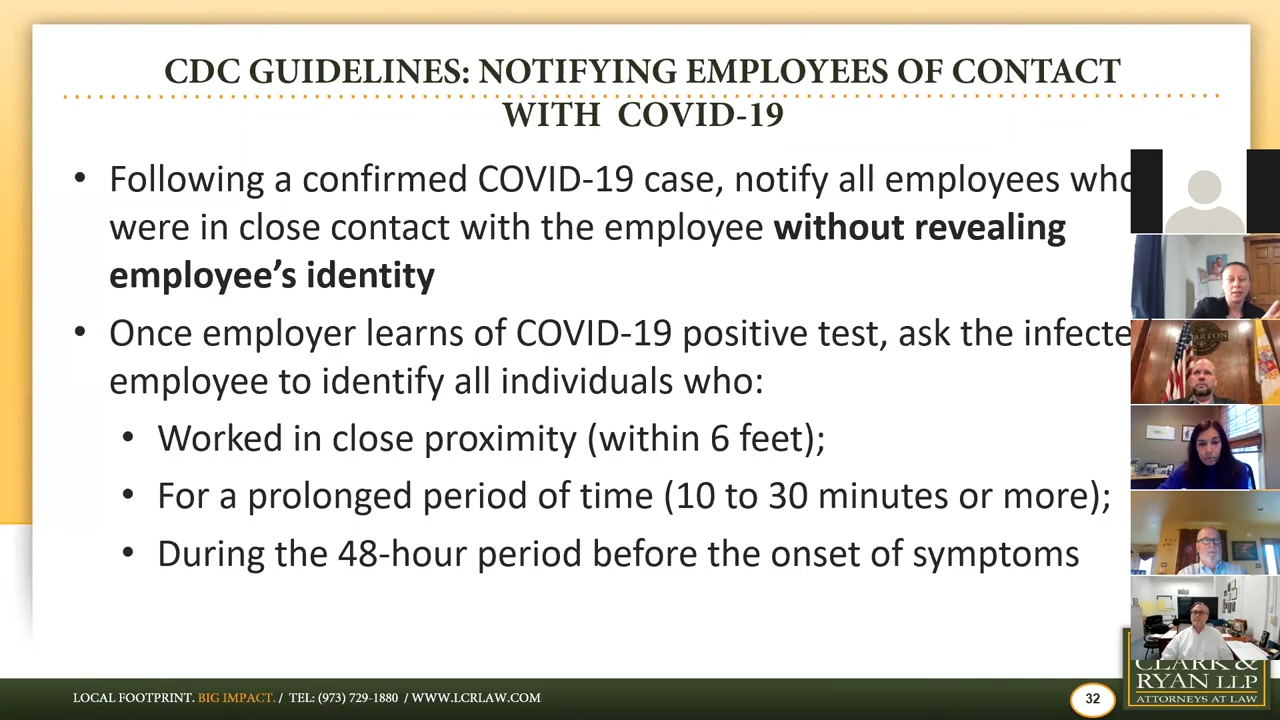 CDC GUIDELINES: NOTIFYING EMPLOYEES OF CONTACT
WITH COVID-19
• Following a confirmed COVID-19 case, notify all employees who
were in close contact with the employee without revealing
employee's identity
• Once employer learns of COVID-19 positive test, ask the infecte
employee to identify all individuals who:
• Worked in close proximity (within 6 feet);
• For a prolonged period of time (10 to 30 minutes or more);
• During the 48-hour period before the onset of symptoms
CLARK &
RYAN LLP
ATTORNEYS AT LAW
LOCAL FOOTPRINT. BIG IMPACT. / TEL: (973) 729-1880 / WWW.LCRLAW.COM
32